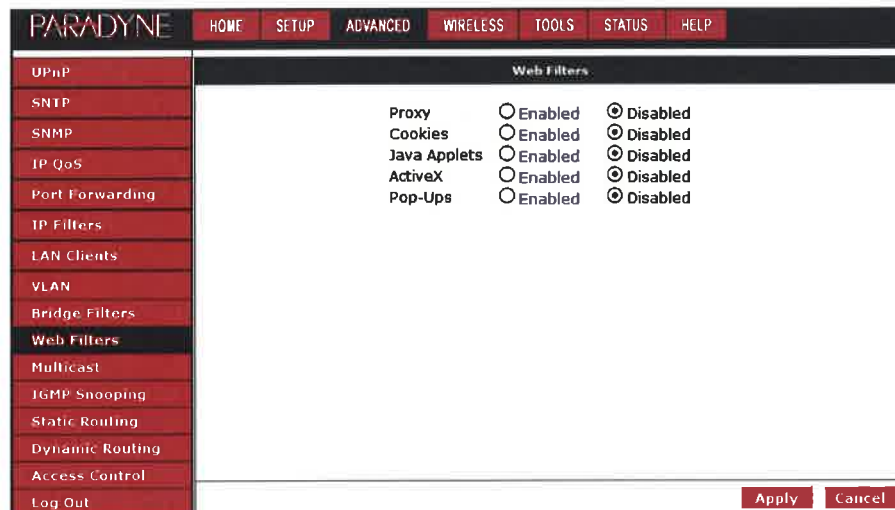 PARADYNE
HOME SETUP ADVANCED WIRELESS TOOLS STATUS HELP
UPnP
SNTP
SNMP
IP QoS
Port Forwarding
IP Filters
LAN Clients
VLAN
Bridge Filters
Web Filters
Multicast
IGMP Snooping
Static Routing
Dynamic Routing
Access Control
Log Out
Web Filters
Proxy Enabled Disabled
Cookies Enabled Disabled
Java Applets Enabled Disabled
ActiveX Enabled Disabled
Pop-Ups Enabled Disabled
Apply Cancel